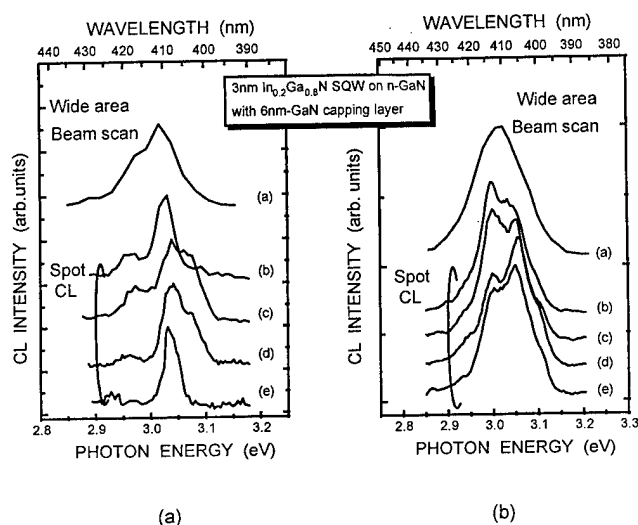 WAVELENGTH (nm)
440 430 420 410 400 390
3nm In0.2Ga0.8N SQW on n-GaN
with 6nm-GaN capping layer
Wide area
Beam scan
(a)
Spot
CL
(b)
(c)
(d)
(e)
CL INTENSITY (arb.units)
2.8 2.9 3.0 3.1 3.2
PHOTON ENERGY (eV)
(a)
WAVELENGTH (nm)
450 440 430 420 410 400 390 380
Wide area
Beam scan
(a)
Spot
CL
(b)
(c)
(d)
(e)
CL INTENSITY (arb.units)
2.8 2.9 3.0 3.1 3.2 3.3
PHOTON ENERGY (eV)
(b)